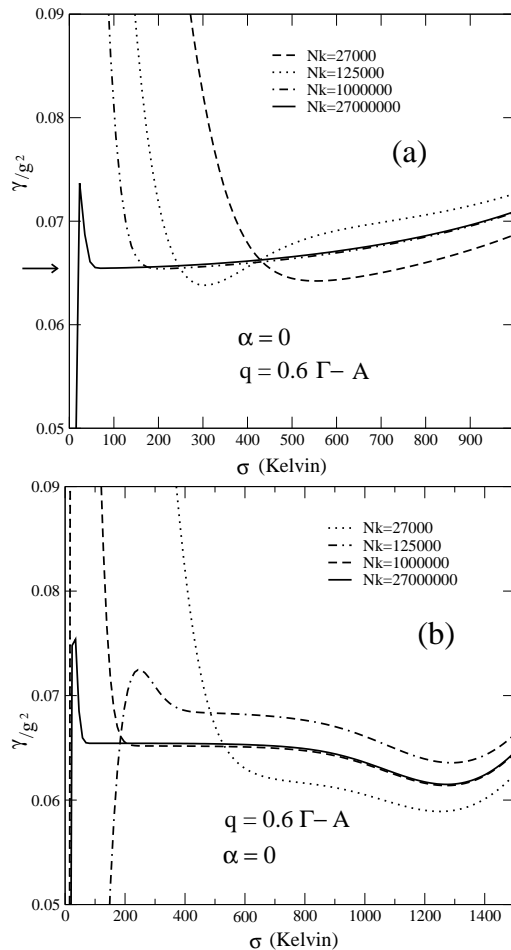 0.09
Nk=27000
Nk=125000
Nk=1000000
Nk=27000000
0.08
(a)
γ/g²
0.07
0.06
α = 0
q = 0.6 Γ− A
0.05
0 100 200 300 400 500 600 700 800 900
σ (Kelvin)
0.09
Nk=27000
Nk=125000
Nk=1000000
Nk=27000000
0.08
(b)
γ/g²
0.07
0.06
q = 0.6 Γ− A
α = 0
0.05
0 200 400 600 800 1000 1200 1400
σ (Kelvin)